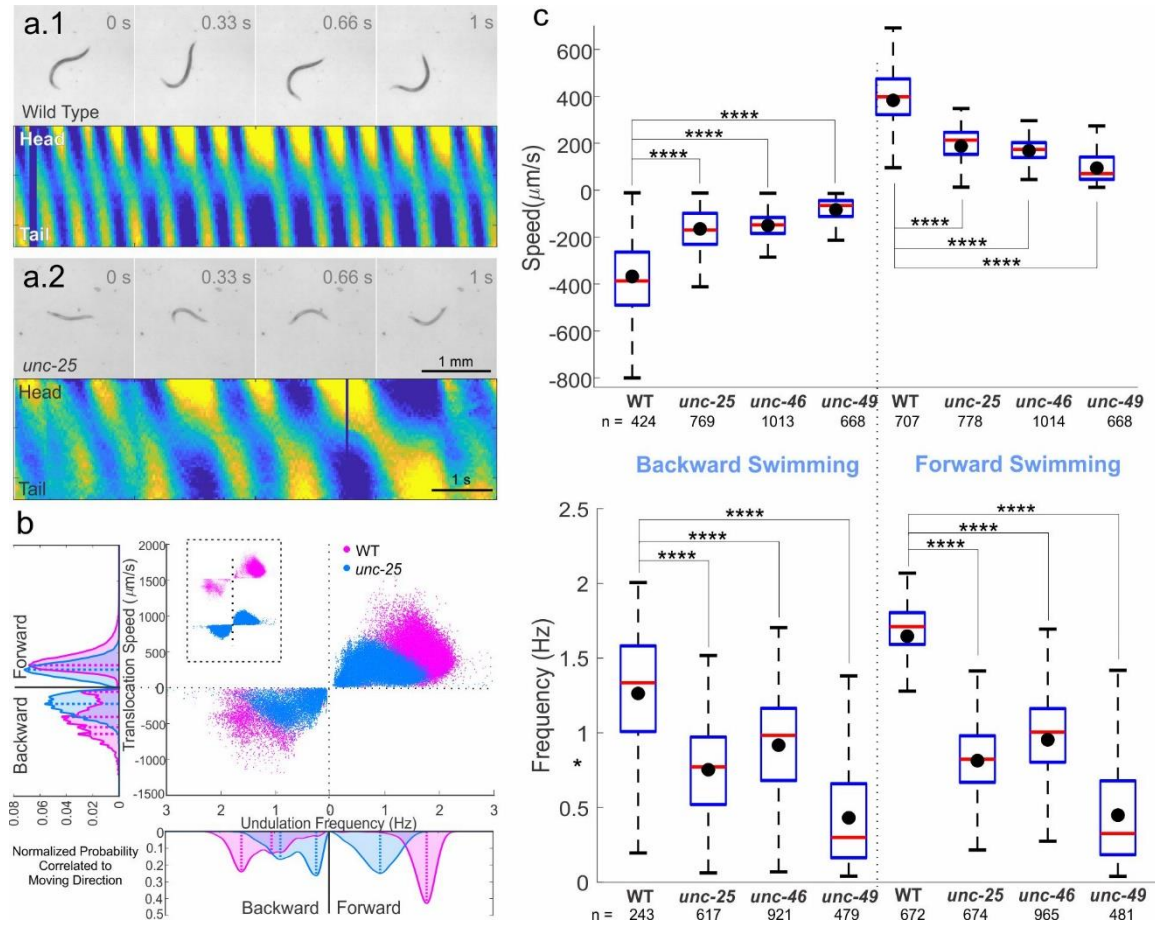 a.1
0 s 0.33 s 0.66 s 1 s
Wild Type
Head
Tail
a.2
0 s 0.33 s 0.66 s 1 s
unc-25
1 mm
Head
Tail
1 s
b
WT
unc-25
Forward
Backward
Translocation Speed (μm/s)
2000
1500
1000
500
0
-500
-1000
-1500
0.08 0.06 0.04 0.02 0
3 2 1 0 1 2 3
Undulation Frequency (Hz)
Normalized Probability
Correlated to
Moving Direction
0
0.1
0.2
0.3
0.4
0.5
Backward Forward
c
Speed(μm/s)
600
400
200
0
-200
-400
-600
-800
****
****
****
****
****
****
WT unc-25 unc-46 unc-49 WT unc-25 unc-46 unc-49
n = 424 769 1013 668 707 778 1014 668
Backward Swimming Forward Swimming
Frequency (Hz)
*
2.5
2
1.5
1
0.5
0
****
****
****
****
****
****
WT unc-25 unc-46 unc-49 WT unc-25 unc-46 unc-49
n = 243 617 921 479 672 674 965 481